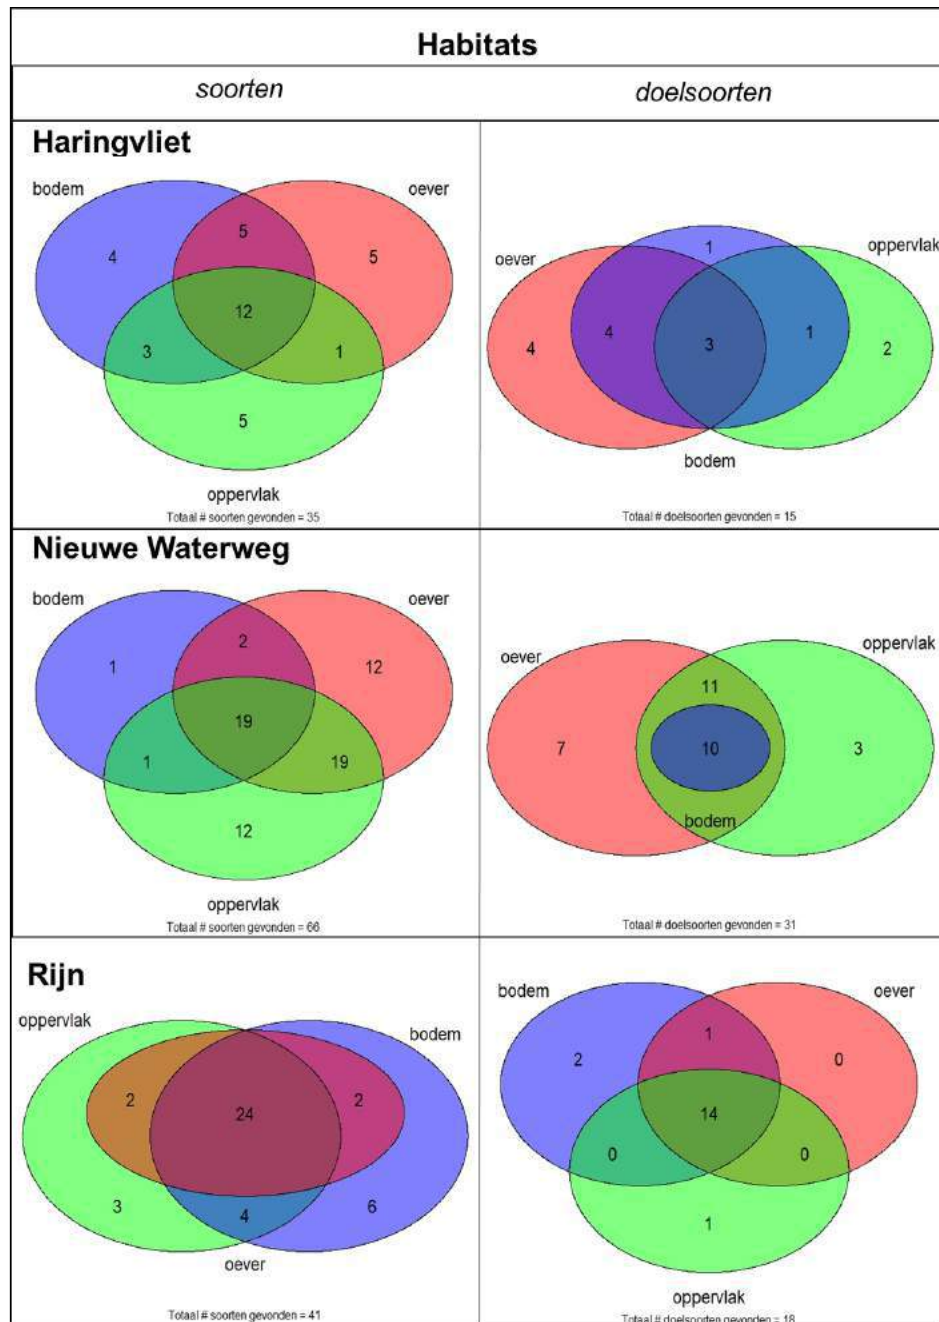 Habitats
soorten
doelsoorten
Haringvliet
bodem
oever
5
4
5
12
3
1
5
oppervlak
Totaal # soorten gevonden = 35
1
oppervlak
oever
4
4
3
1
2
bodem
Totaal # doelsoorten gevonden = 15
Nieuwe Waterweg
bodem
oever
2
1
12
19
1
19
12
oppervlak
Totaal # soorten gevonden = 66
oppervlak
oever
11
7
10
3
bodem
Totaal # doelsoorten gevonden = 31
Rijn
oppervlak
bodem
2
24
2
3
4
6
oever
Totaal # soorten gevonden = 41
bodem
oever
1
2
0
14
0
0
1
oppervlak
Totaal # doelsoorten gevonden = 18